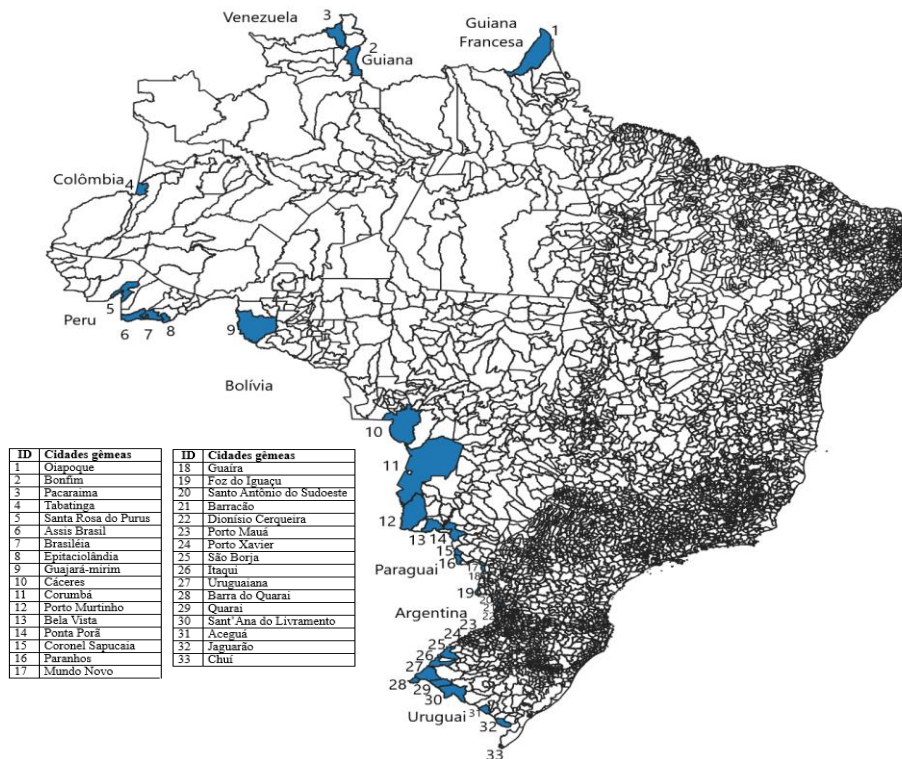 Venezuela
3
2
Guiana
Guiana
Francesa
1
Colômbia
4
5
Peru
6
7
8
9
Bolívia
10
11
12
13
14
15
Paraguai
16
17
18
19
Argentina
23
24
25
26
27
28
29
30
Uruguai
31
32
33
ID Cidades gêmeas
1 Oiapoque
2 Bonfim
3 Pacaraima
4 Tabatinga
5 Santa Rosa do Purus
6 Assis Brasil
7 Brasiléia
8 Epitaciolândia
9 Guajará-mirim
10 Cáceres
11 Corumbá
12 Porto Murtinho
13 Bela Vista
14 Ponta Porã
15 Coronel Sapucaia
16 Paranhos
17 Mundo Novo
ID Cidades gêmeas
18 Guaíra
19 Foz do Iguaçu
20 Santo Antônio do Sudoeste
21 Barracão
22 Dionísio Cerqueira
23 Porto Mauá
24 Porto Xavier
25 São Borja
26 Itaqui
27 Uruguaiana
28 Barra do Quarai
29 Quarai
30 Sant'Ana do Livramento
31 Aceguá
32 Jaguarão
33 Chuí